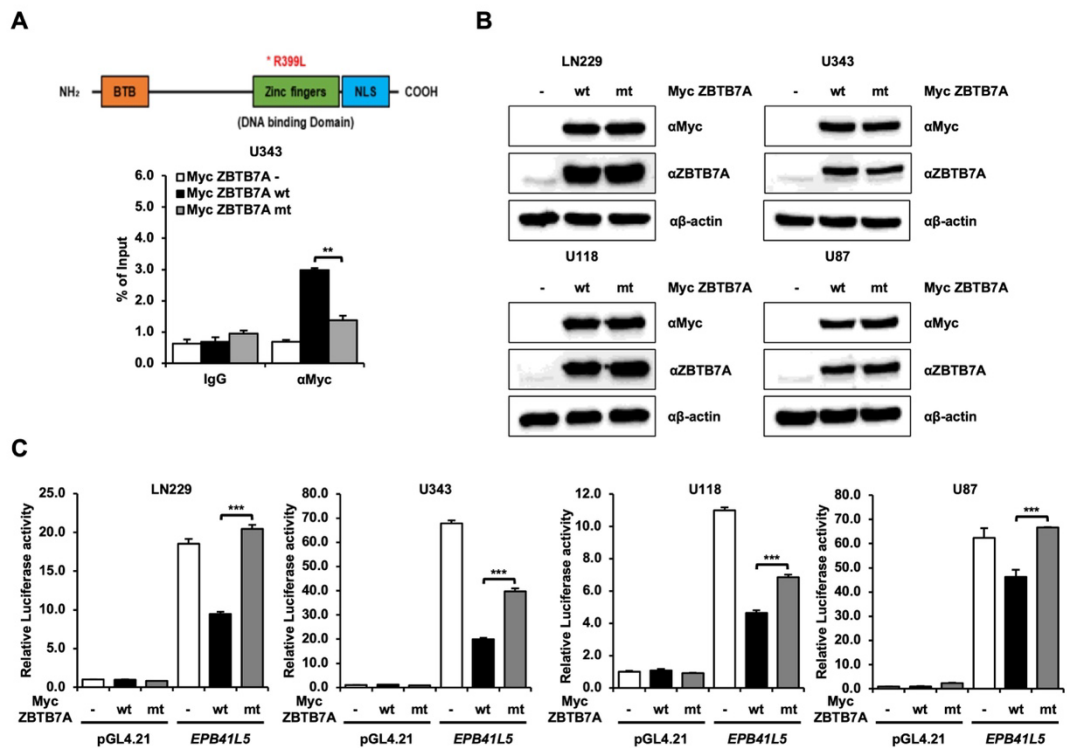 A
* R399L
NH₂ BTB Zinc fingers NLS COOH
(DNA binding Domain)
U343
Myc ZBTB7A -
Myc ZBTB7A wt
Myc ZBTB7A mt
% of Input
6.0
5.0
4.0
3.0
2.0
1.0
0.0
**
IgG αMyc
B
LN229
- wt mt Myc ZBTB7A
αMyc
αZBTB7A
αβ-actin
U343
- wt mt Myc ZBTB7A
αMyc
αZBTB7A
αβ-actin
U118
- wt mt Myc ZBTB7A
αMyc
αZBTB7A
αβ-actin
U87
- wt mt Myc ZBTB7A
αMyc
αZBTB7A
αβ-actin
C
LN229
Relative Luciferase activity
25.0
20.0
15.0
10.0
5.0
0.0
***
Myc
ZBTB7A
- wt mt - wt mt
pGL4.21 EPB41L5
U343
Relative Luciferase activity
80.0
70.0
60.0
50.0
40.0
30.0
20.0
10.0
0.0
***
- wt mt - wt mt
pGL4.21 EPB41L5
U118
Relative Luciferase activity
12.0
10.0
8.0
6.0
4.0
2.0
0.0
***
Myc
ZBTB7A
- wt mt - wt mt
pGL4.21 EPB41L5
U87
Relative Luciferase activity
80.0
70.0
60.0
50.0
40.0
30.0
20.0
10.0
0.0
***
- wt mt - wt mt
pGL4.21 EPB41L5